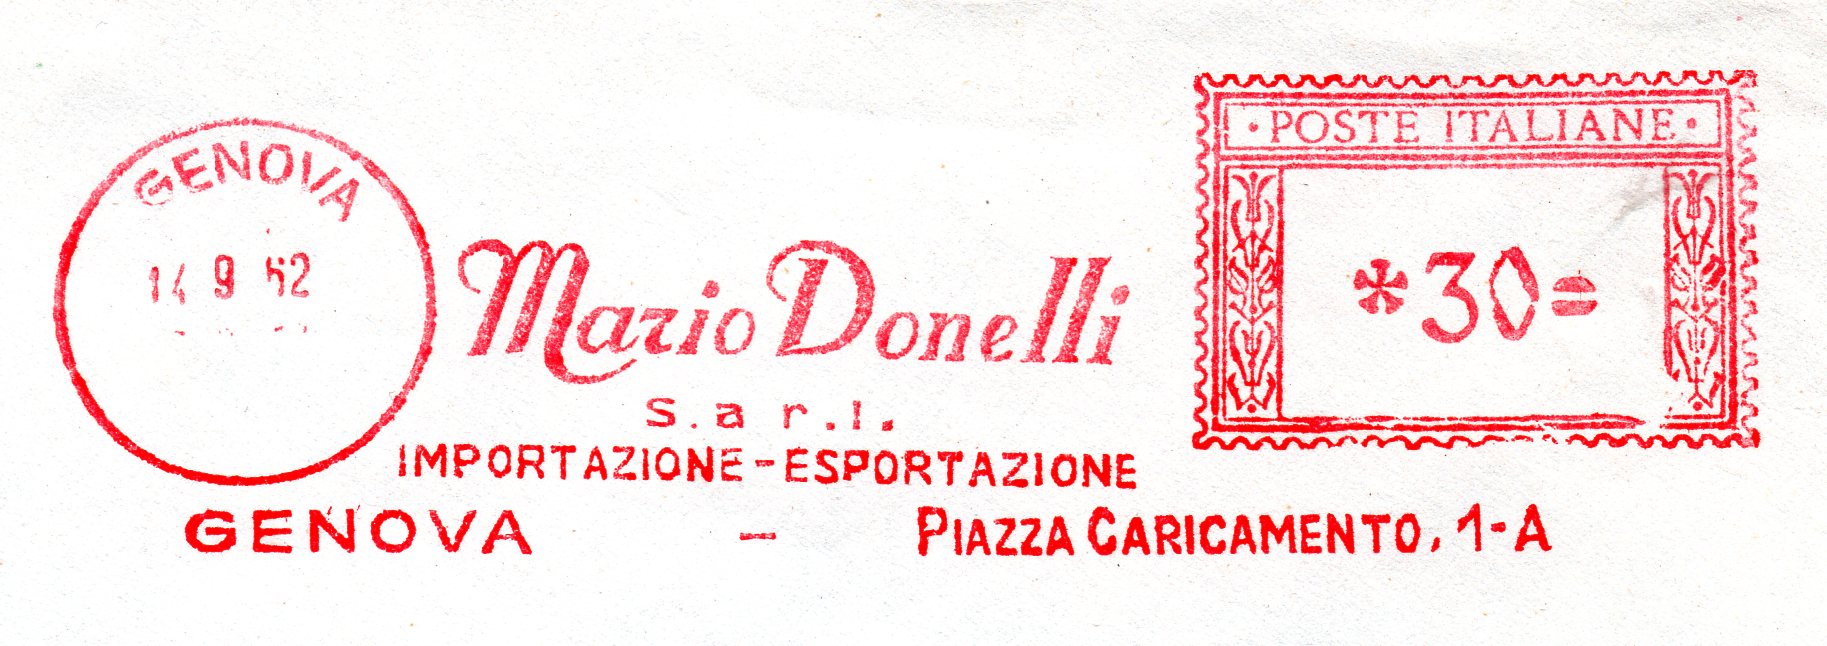 GENOVA
14 9 62
Mario Donelli
s.a r.l.
IMPORTAZIONE-ESPORTAZIONE
GENOVA - PIAZZA CARICAMENTO, 1-A
·POSTE ITALIANE·
*30=